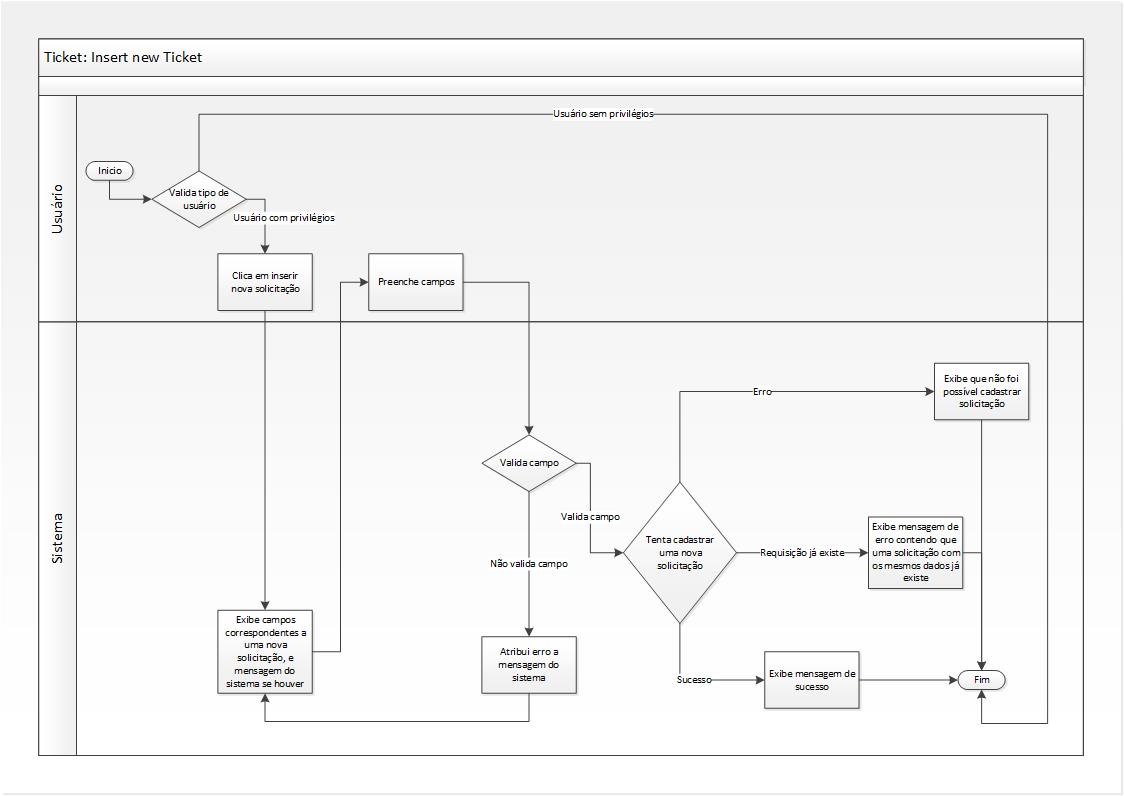 Ticket: Insert new Ticket
Usuário sem privilégios
Usuário
Inicio
Valida tipo de
usuário
Usuário com privilégios
Clica em inserir
nova solicitação
Preenche campos
Sistema
Exibe que não foi
possível cadastrar
solicitação
Erro
Valida campo
Valida campo
Exibe mensagem de
erro contendo que
uma solicitação com
os mesmos dados já
existe
Tenta cadastrar
uma nova
solicitação
Requisição já existe
Não valida campo
Exibe campos
correspondentes a
uma nova
solicitação, e
mensagem do
sistema se houver
Atribui erro a
mensagem do
sistema
Sucesso
Exibe mensagem de
sucesso
Fim